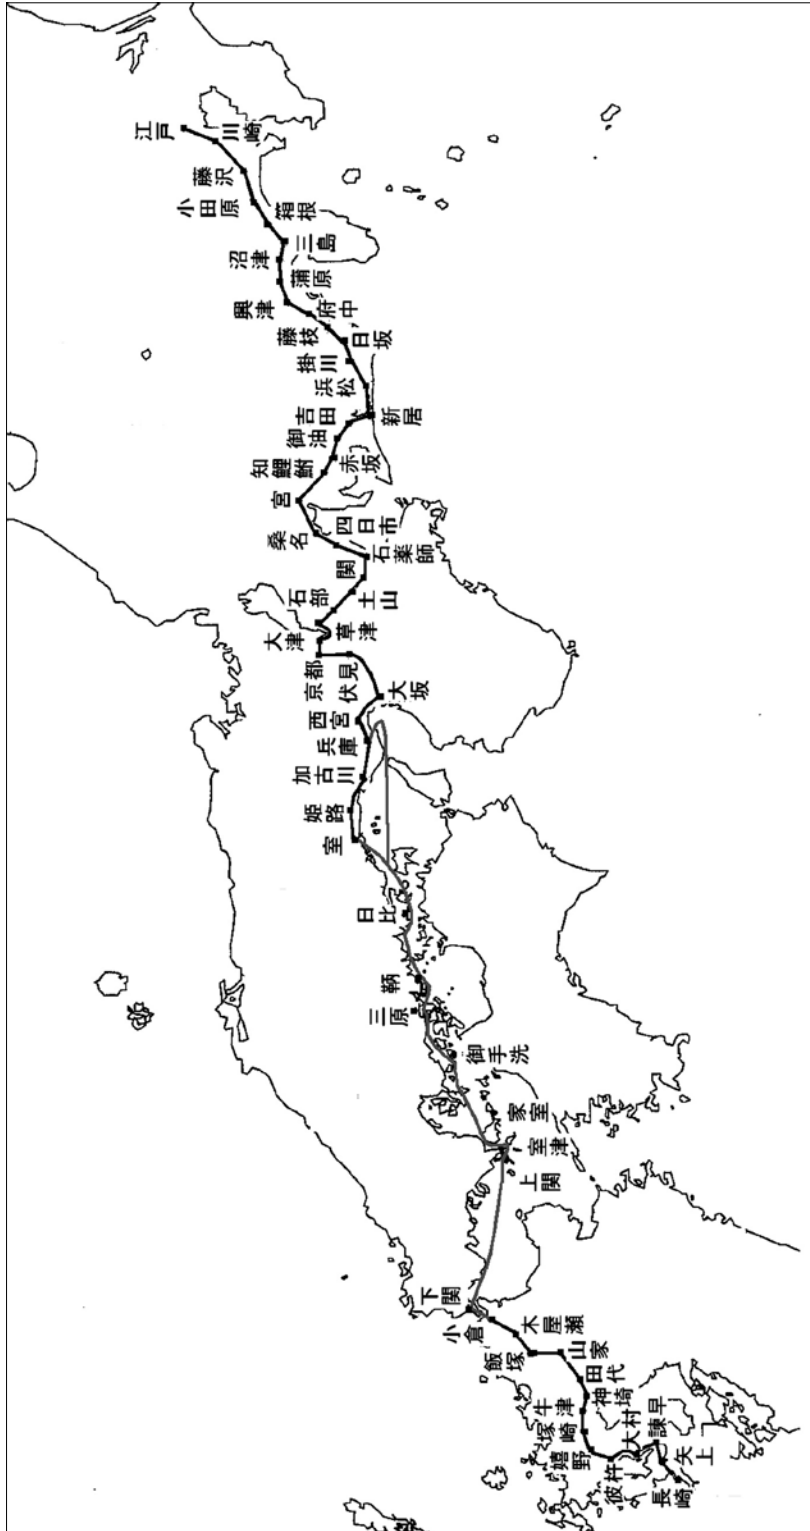 江戸
川崎
藤沢
小田原
箱根
三島
沼津
蒲原
興津
府中
藤枝
日坂
掛川
浜松
新居
吉田
御油
赤坂
知鯉鮒
宮
桑名
四日市
石薬師
関
土山
石部
草津
大津
京都
伏見
大坂
西宮
兵庫
加古川
姫路
室
日比
鞆
三原
御手洗
家室
室津
上関
下関
小倉
木屋瀬
飯塚
山家
田代
神埼
牛津
塚崎
嬉野
彼杵
大村
諫早
矢上
長崎